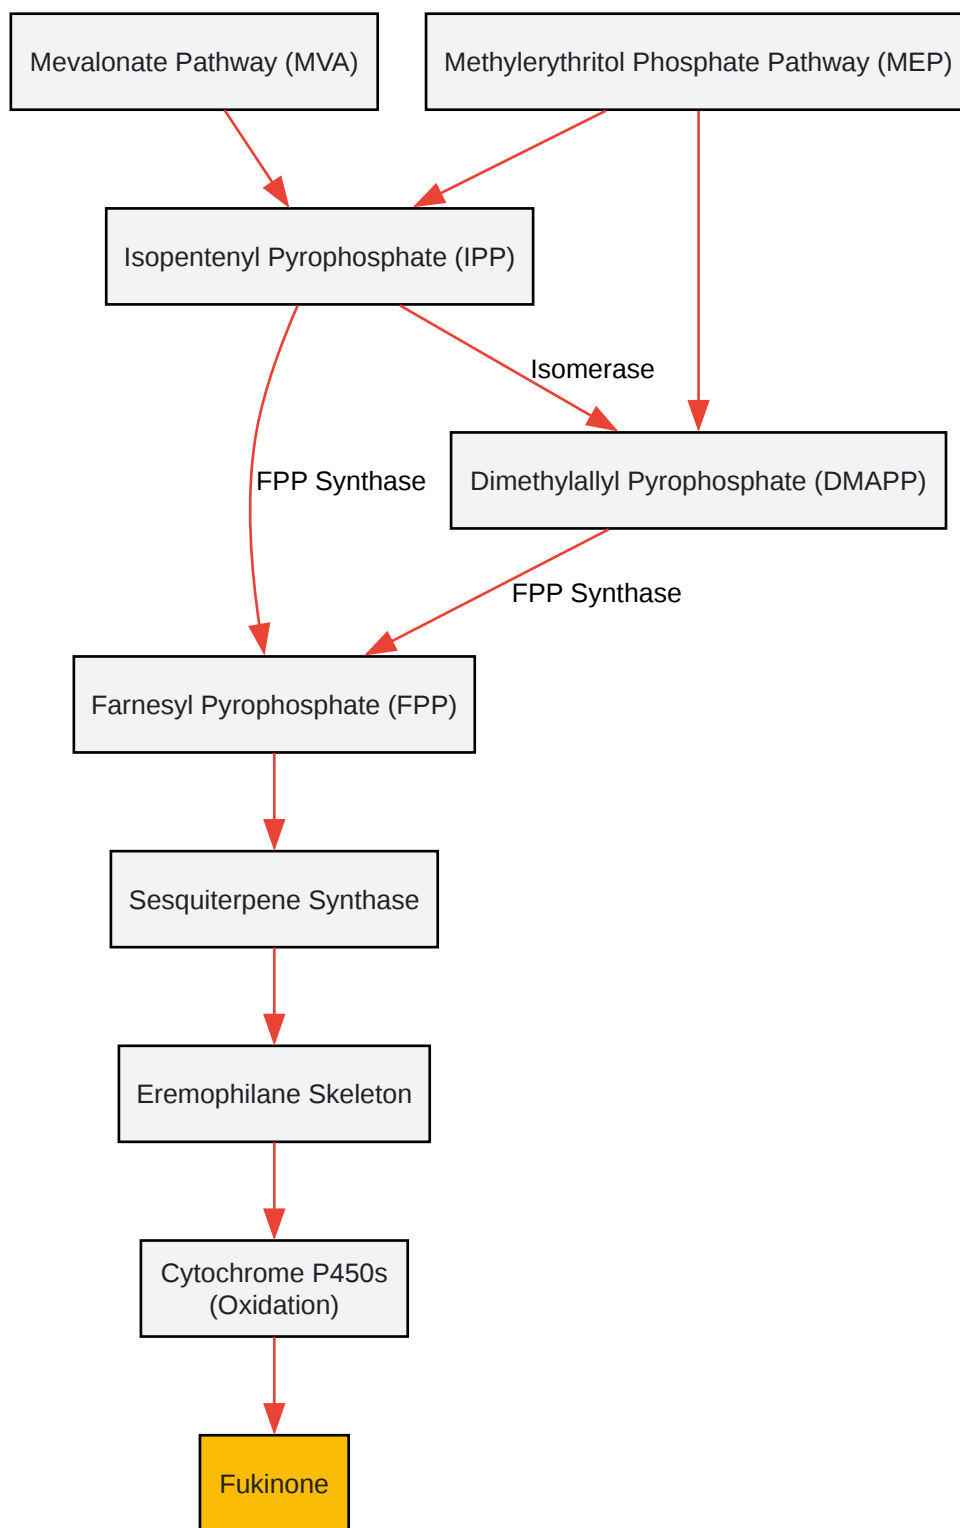 Mevalonate Pathway (MVA)
Methylerythritol Phosphate Pathway (MEP)
Isopentenyl Pyrophosphate (IPP)
Isomerase
FPP Synthase
Dimethylallyl Pyrophosphate (DMAPP)
FPP Synthase
Farnesyl Pyrophosphate (FPP)
Sesquiterpene Synthase
Eremophilane Skeleton
Cytochrome P450s
(Oxidation)
Fukinone